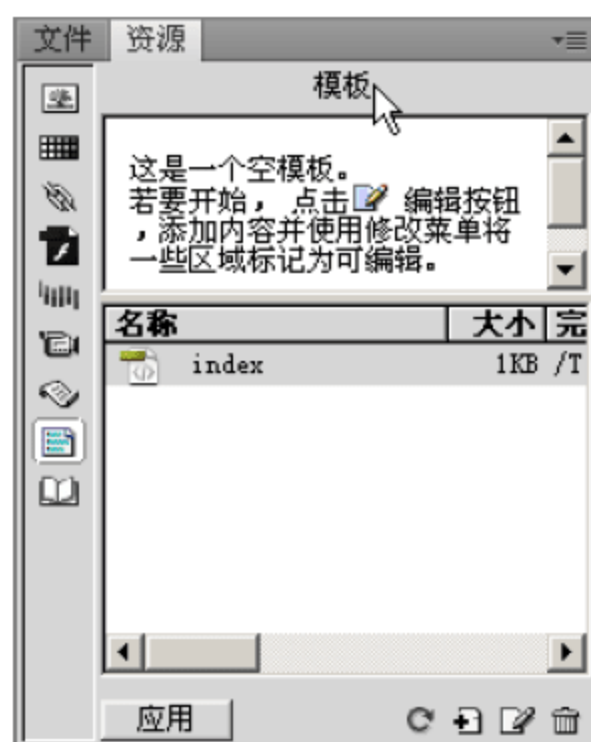 文件 资源
模板
这是一个空模板。
若要开始, 点击 编辑按钮
,添加内容并使用修改菜单将
一些区域标记为可编辑。
名称 大小 完
index 1KB /T
应用